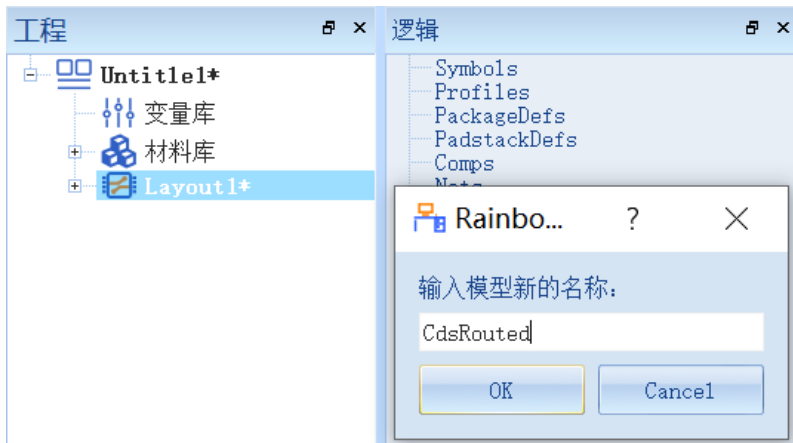 工程
Untitle1*
变量库
材料库
Layout1*
逻辑
Symbols
Profiles
PackageDefs
PadstackDefs
Comps
Nets
Rainbo... ?
输入模型新的名称:
CdsRouted
OK
Cancel